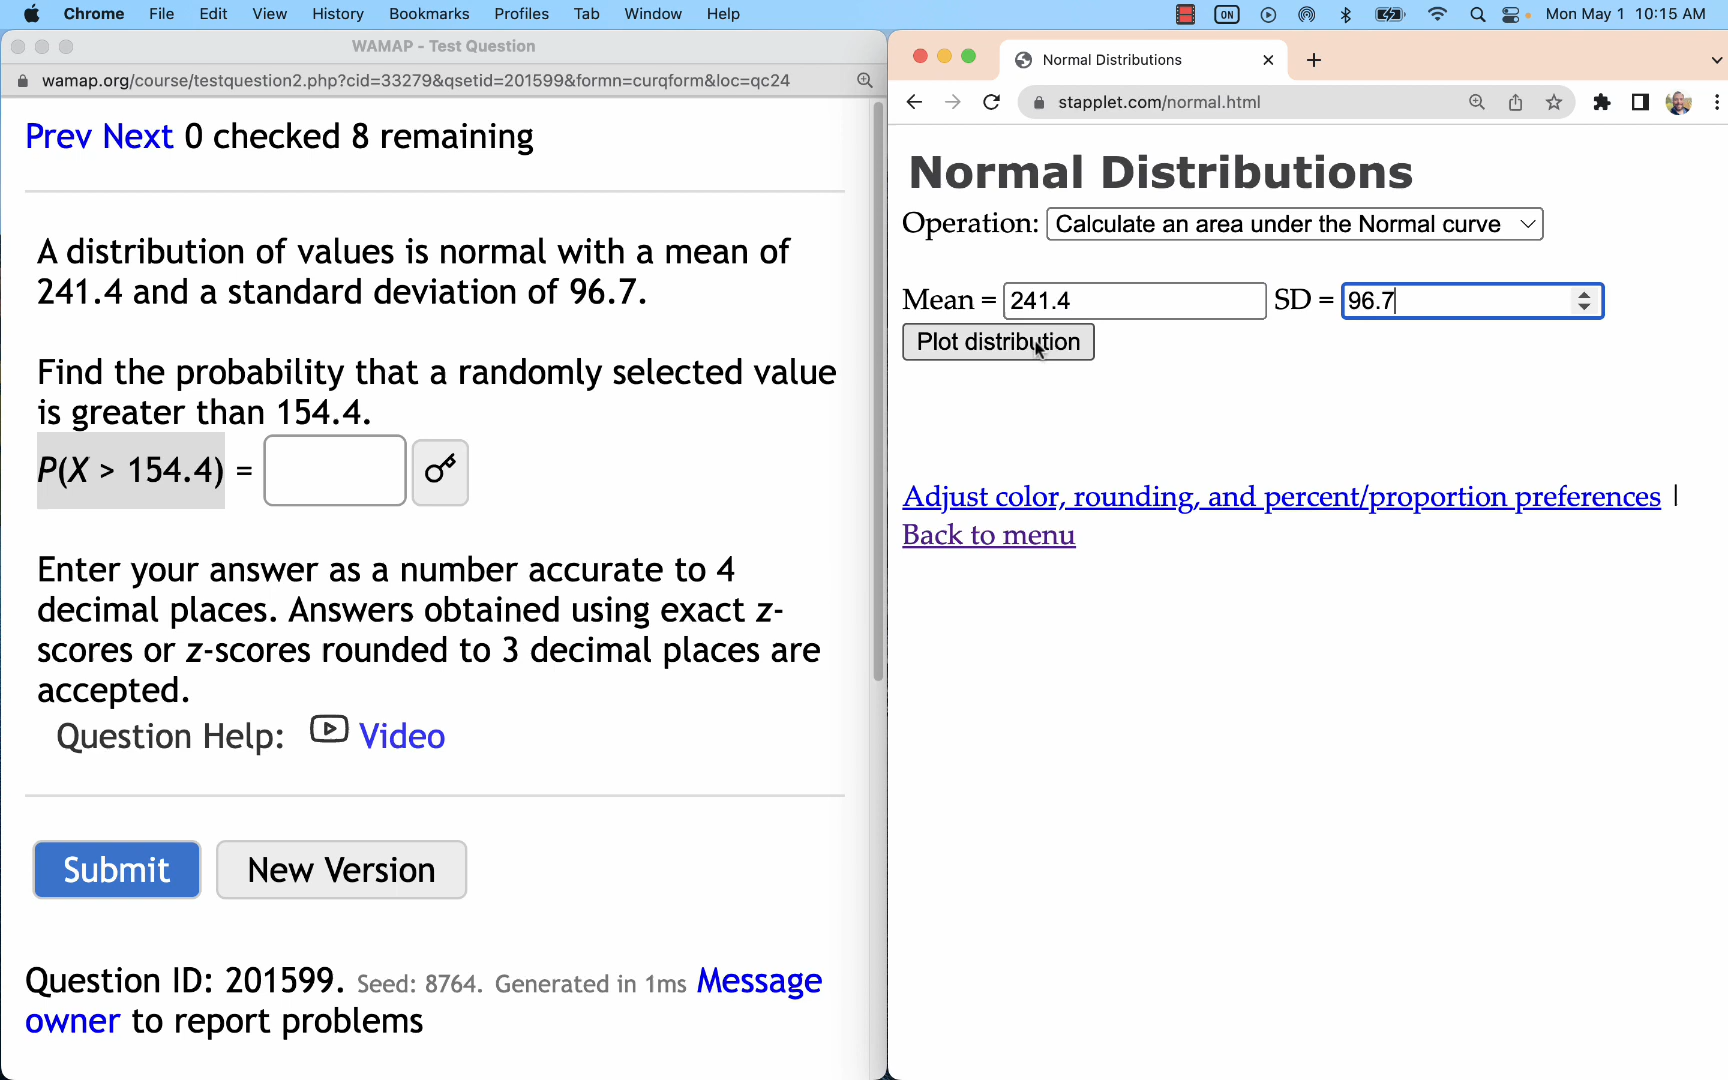 Chrome File Edit View History Bookmarks Profiles Tab Window Help ON Mon May 1 10:15 AM
WAMAP - Test Question
wamap.org/course/testquestion2.php?cid=33279&qsetid=201599&formn=curqform&loc=qc24
Prev Next 0 checked 8 remaining
A distribution of values is normal with a mean of
241.4 and a standard deviation of 96.7.
Find the probability that a randomly selected value
is greater than 154.4.
P(X > 154.4) =
Enter your answer as a number accurate to 4
decimal places. Answers obtained using exact z-
scores or z-scores rounded to 3 decimal places are
accepted.
Question Help: Video
Submit New Version
Question ID: 201599. Seed: 8764. Generated in 1ms Message
owner to report problems
Normal Distributions
stapplet.com/normal.html
Normal Distributions
Operation: Calculate an area under the Normal curve
Mean = 241.4 SD = 96.7
Plot distribution
Adjust color, rounding, and percent/proportion preferences |
Back to menu